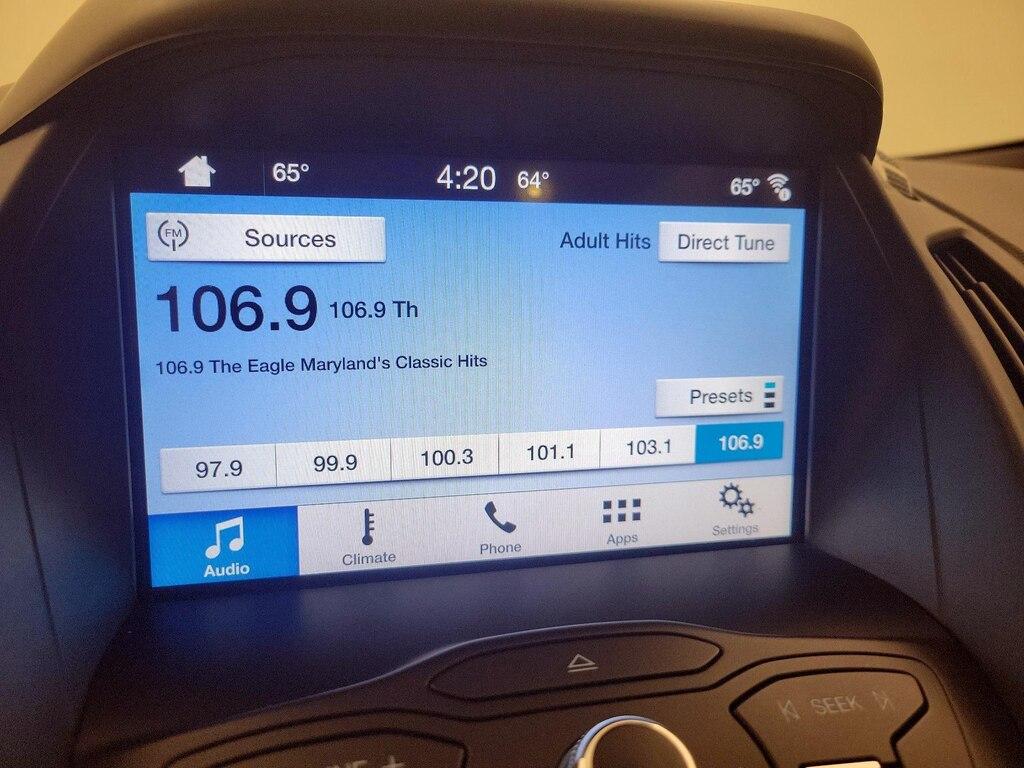 65° 4:20 64° 65°
FM Sources Adult Hits Direct Tune
106.9 106.9 Th
106.9 The Eagle Maryland's Classic Hits
Presets
97.9 99.9 100.3 101.1 103.1 106.9
Audio Climate Phone Apps Settings
SEEK